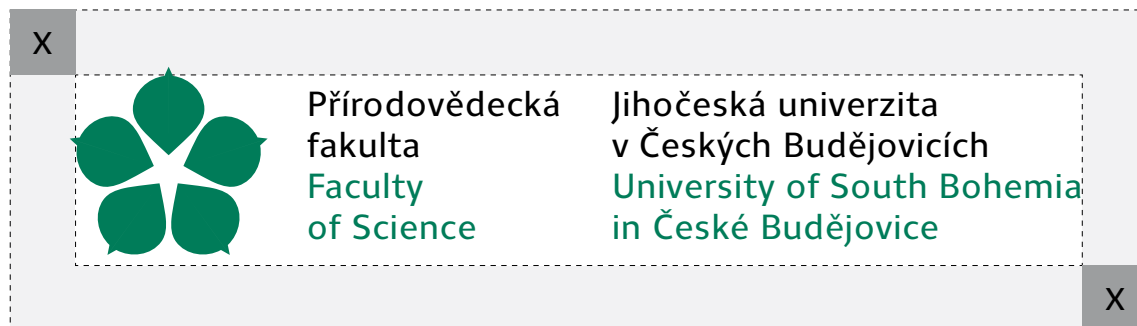 X
Přírodovědecká
fakulta
Faculty
of Science
Jihočeská univerzita
v Českých Budějovicích
University of South Bohemia
in České Budějovice
X